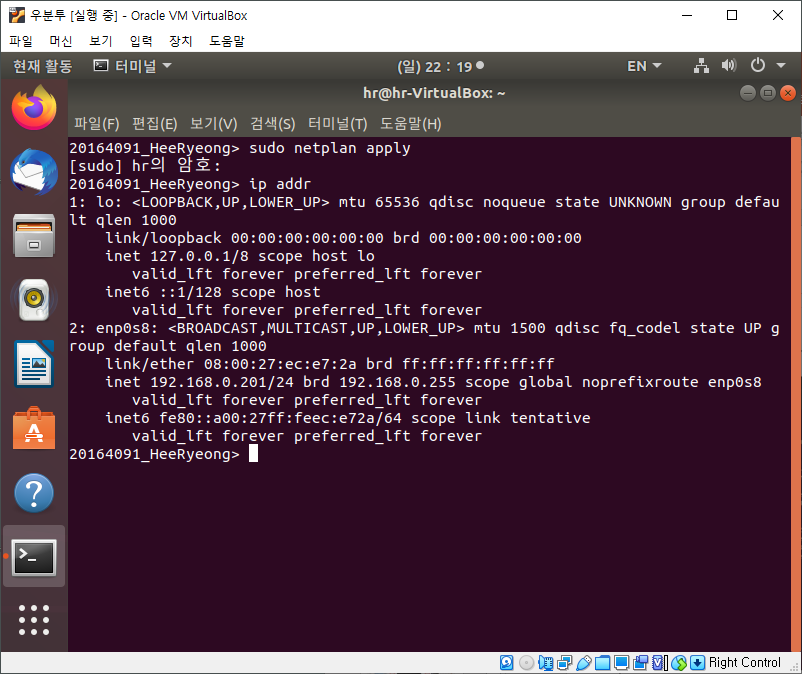 우분투 [실행 중] - Oracle VM VirtualBox
파일 머신 보기 입력 장치 도움말
현재 활동 터미널 (일) 22 : 19 EN
hr@hr-VirtualBox: ~
파일(F) 편집(E) 보기(V) 검색(S) 터미널(T) 도움말(H)
20164091_HeeRyeong> sudo netplan apply
[sudo] hr의 암호:
20164091_HeeRyeong> ip addr
1: lo: <LOOPBACK,UP,LOWER_UP> mtu 65536 qdisc noqueue state UNKNOWN group defau
lt qlen 1000
link/loopback 00:00:00:00:00:00 brd 00:00:00:00:00:00
inet 127.0.0.1/8 scope host lo
valid_lft forever preferred_lft forever
inet6 ::1/128 scope host
valid_lft forever preferred_lft forever
2: enp0s8: <BROADCAST,MULTICAST,UP,LOWER_UP> mtu 1500 qdisc fq_codel state UP g
roup default qlen 1000
link/ether 08:00:27:ec:e7:2a brd ff:ff:ff:ff:ff:ff
inet 192.168.0.201/24 brd 192.168.0.255 scope global noprefixroute enp0s8
valid_lft forever preferred_lft forever
inet6 fe80::a00:27ff:feec:e72a/64 scope link tentative
valid_lft forever preferred_lft forever
20164091_HeeRyeong>
Right Control